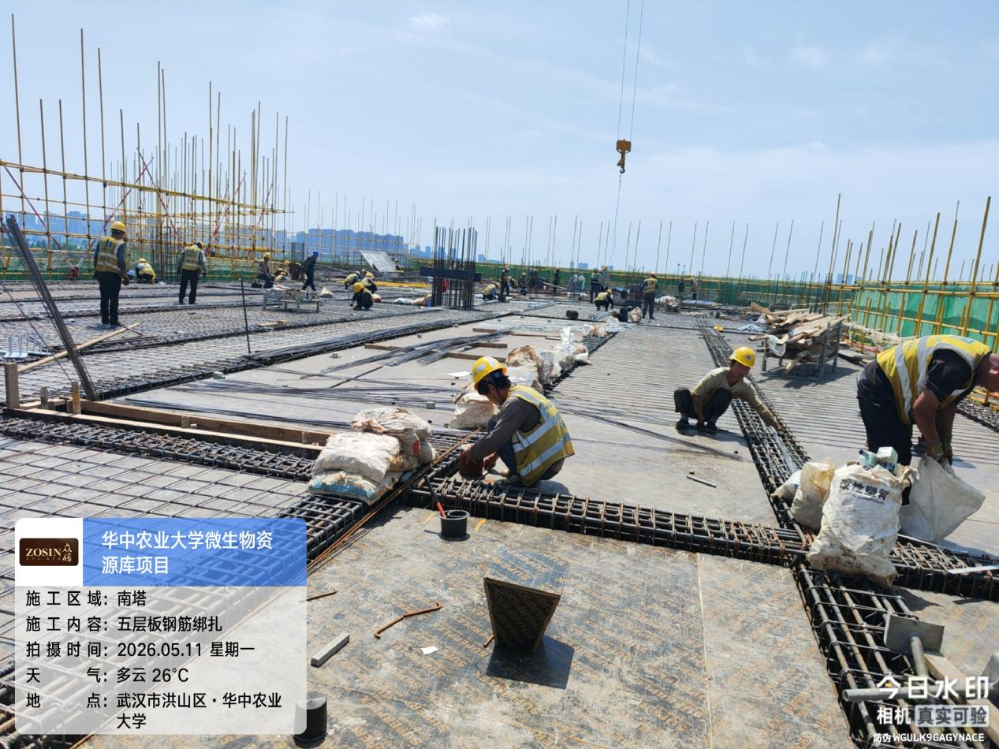 华中农业大学微生物资
源库项目
ZOSIN
众信
施工区域：南塔
施工内容：五层板钢筋绑扎
拍摄时间：2026.05.11 星期一
天气：多云 26℃
地点：武汉市洪山区·华中农业
大学
今日水印
相机 真实可验
防伪 WGULK9GAGYNACE